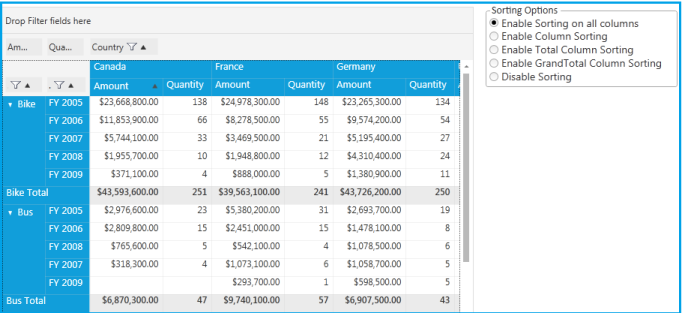 Drop Filter fields here
Am... Qua... Country
Canada France Germany
Amount Quantity Amount Quantity Amount Quantity
Bike FY 2005 $23,668,800.00 138 $24,978,300.00 148 $23,265,300.00 134
FY 2006 $11,853,900.00 66 $8,278,500.00 55 $9,574,200.00 54
FY 2007 $5,744,100.00 33 $3,469,500.00 21 $5,195,400.00 27
FY 2008 $1,955,700.00 10 $1,948,800.00 12 $4,310,400.00 24
FY 2009 $371,100.00 4 $888,000.00 5 $1,380,900.00 11
Bike Total $43,593,600.00 251 $39,563,100.00 241 $43,726,200.00 250
Bus FY 2005 $2,976,600.00 23 $5,380,200.00 31 $2,693,700.00 19
FY 2006 $2,809,800.00 15 $2,451,000.00 15 $1,478,100.00 8
FY 2008 $765,600.00 5 $542,100.00 4 $1,078,500.00 6
FY 2007 $318,300.00 4 $1,073,100.00 6 $1,058,700.00 5
FY 2009 $293,700.00 1 $598,500.00 5
Bus Total $6,870,300.00 47 $9,740,100.00 57 $6,907,500.00 43
Sorting Options
Enable Sorting on all columns
Enable Column Sorting
Enable Total Column Sorting
Enable GrandTotal Column Sorting
Disable Sorting